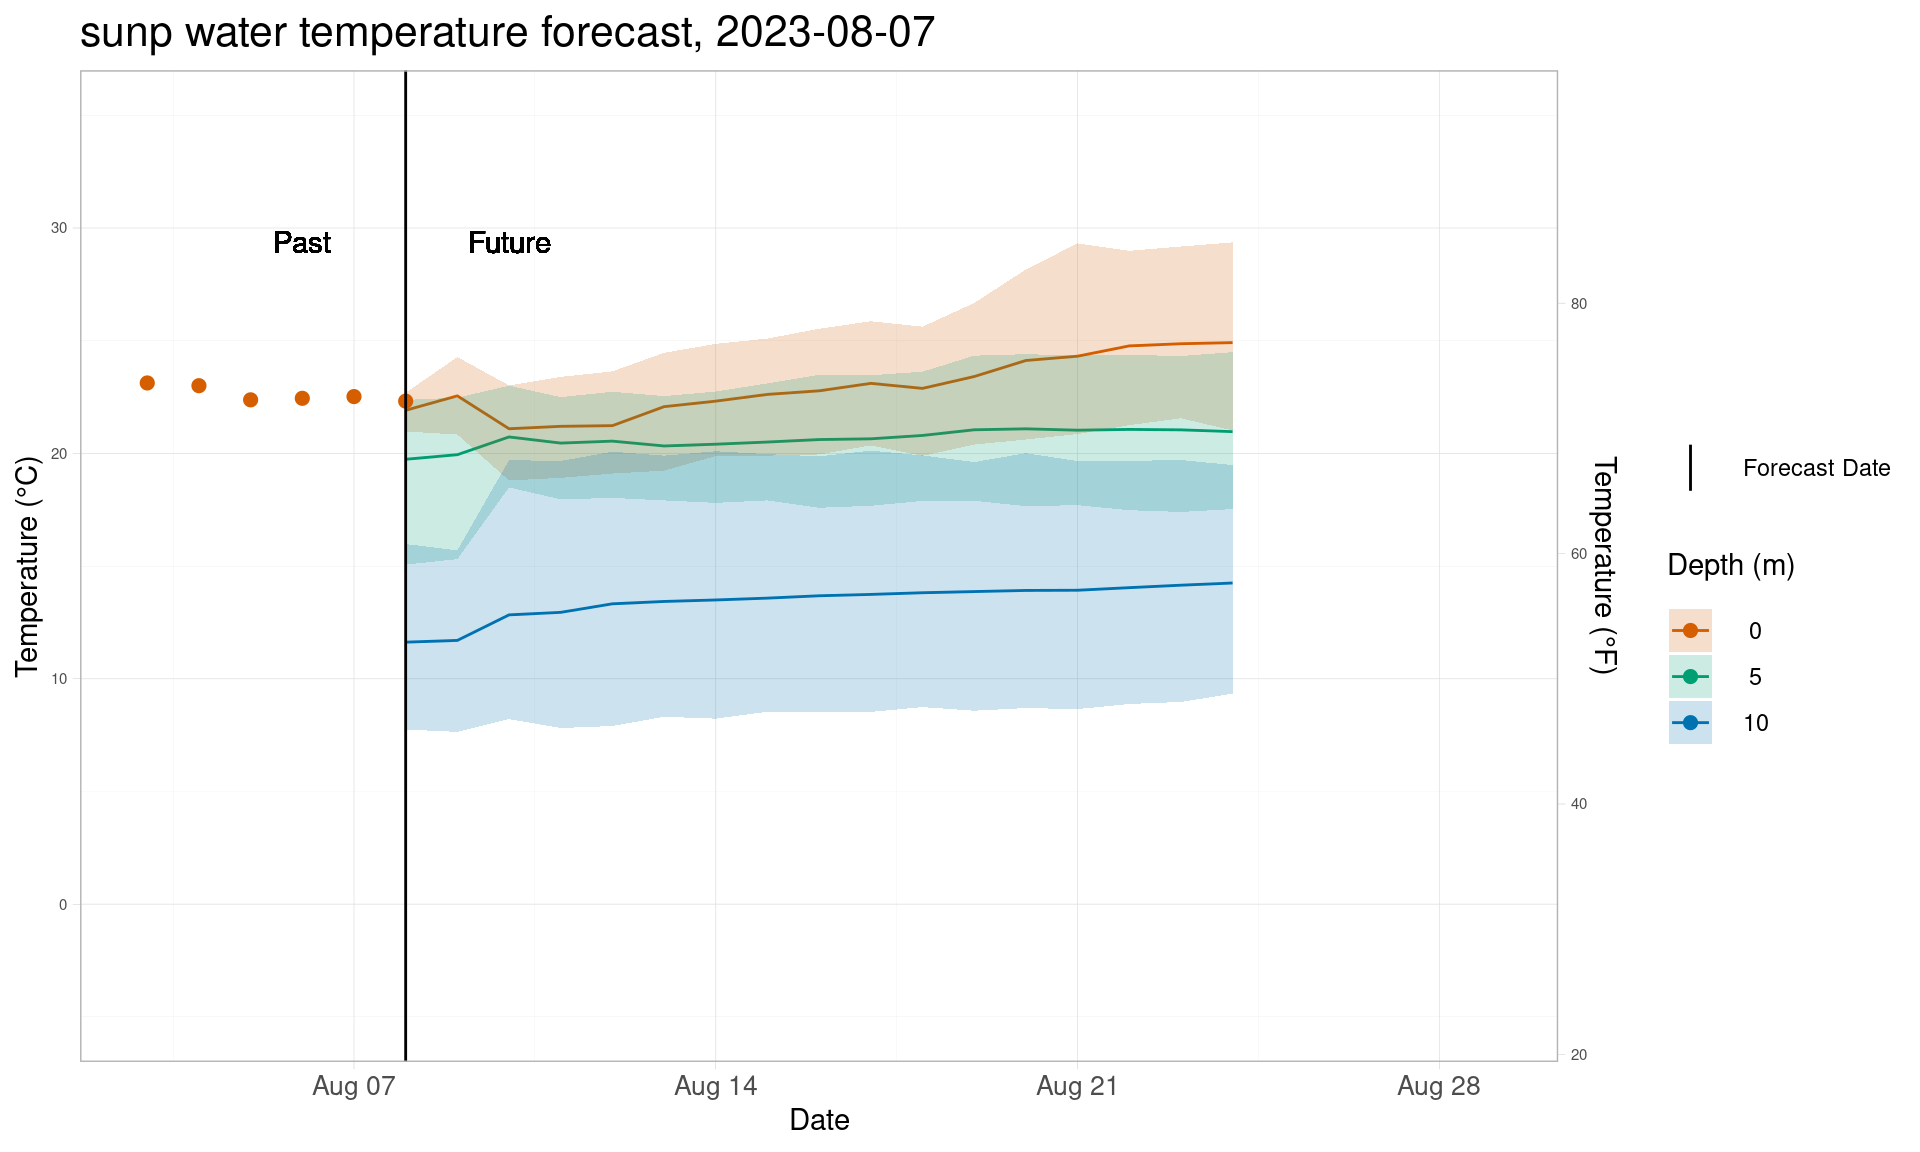 sunp water temperature forecast, 2023-08-07
Past
Future
30
20
10
0
Temperature (°C)
80
60
40
20
Temperature (°F)
Aug 07
Aug 14
Aug 21
Aug 28
Date
Forecast Date
Depth (m)
0
5
10